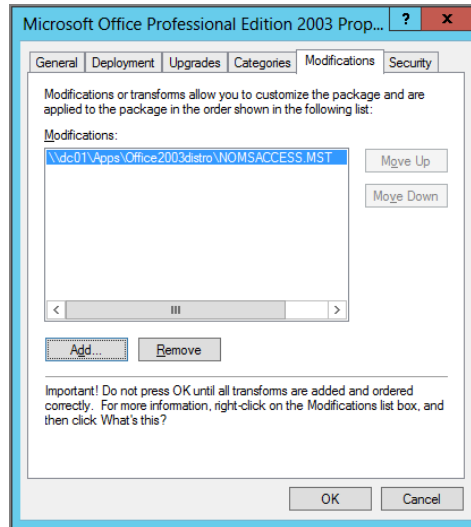 Microsoft Office Professional Edition 2003 Prop... ? x
General Deployment Upgrades Categories Modifications Security
Modifications or transforms allow you to customize the package and are
applied to the package in the order shown in the following list:
Modifications:
\\dc01\Apps\Office2003distro\NOMSACCESS.MST
Move Up
Move Down
Add... Remove
Important! Do not press OK until all transforms are added and ordered
correctly. For more information, right-click on the Modifications list box, and
then click What's this?
OK Cancel